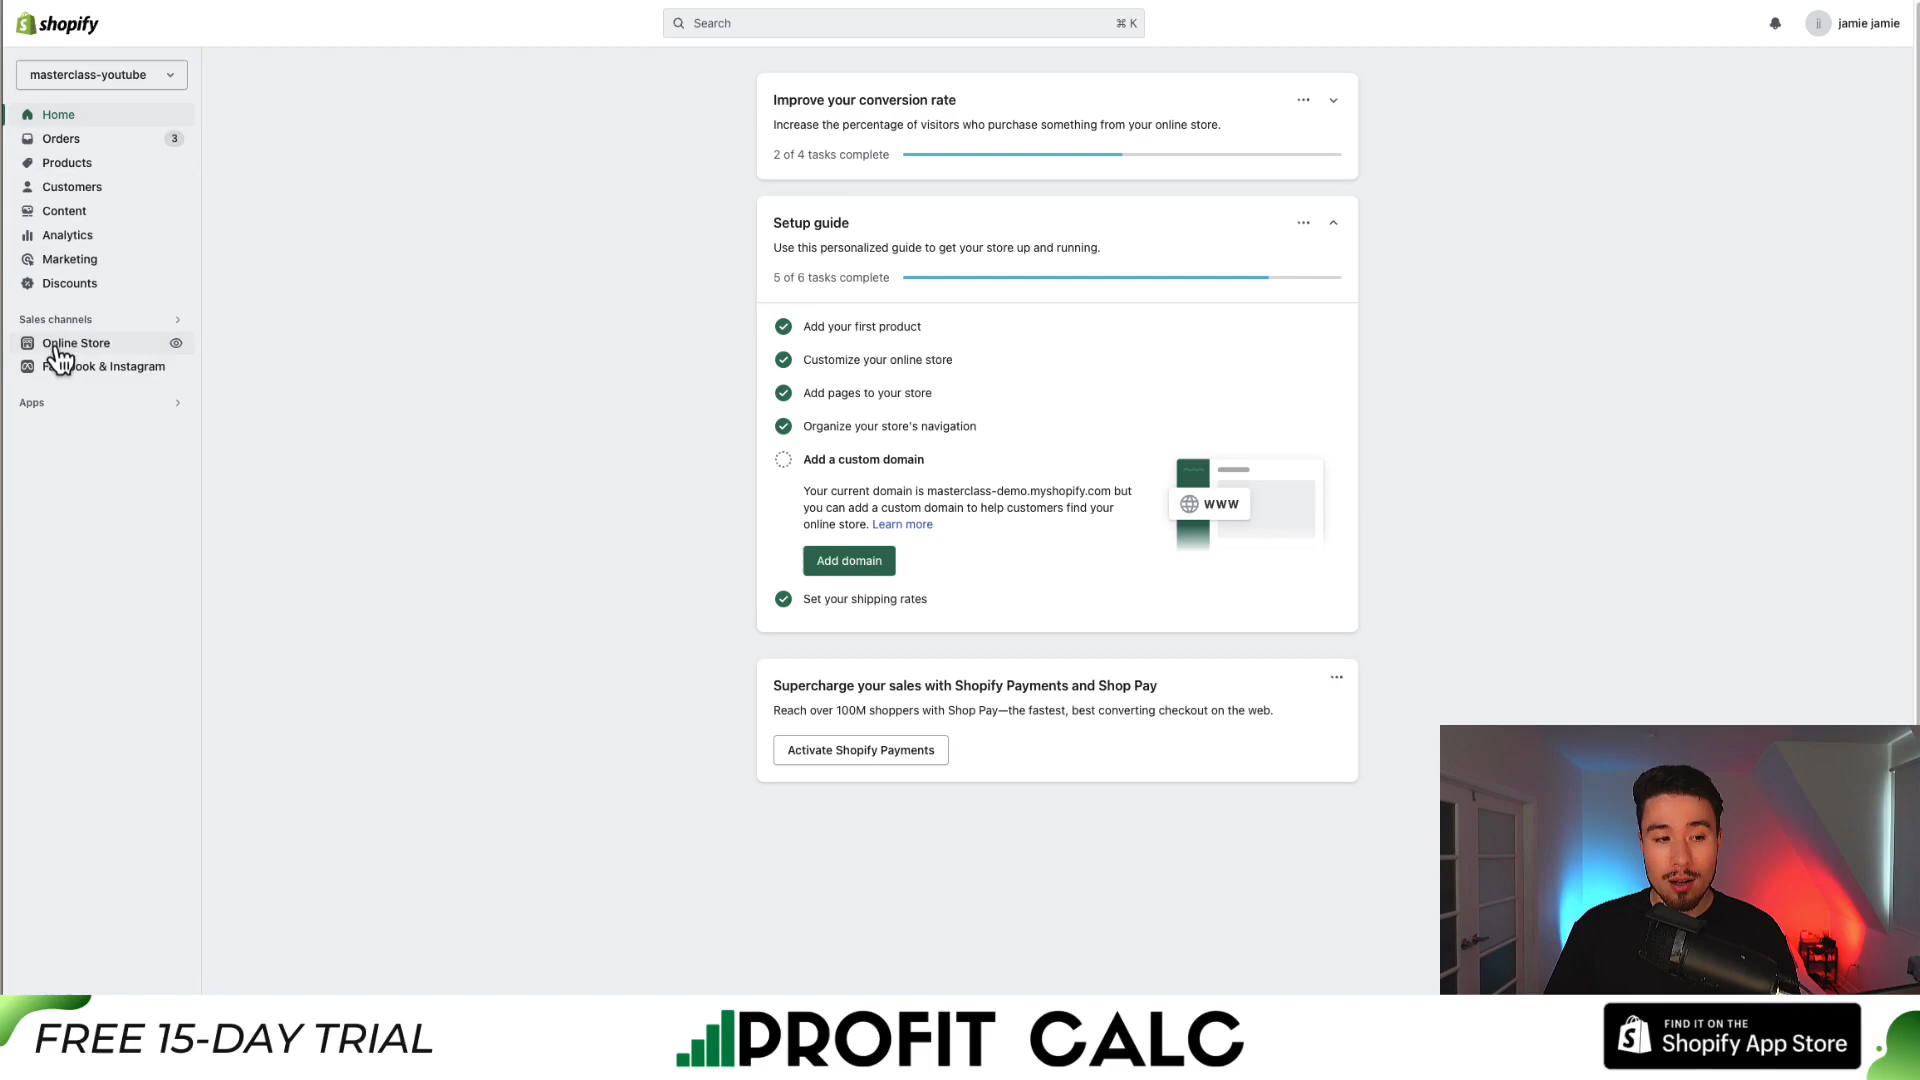 shopify
Search
⌘ K
jj
jamie jamie
masterclass-youtube
Home
Orders
3
Products
Customers
Content
Analytics
Marketing
Discounts
Sales channels
Online Store
Facebook & Instagram
Apps
Improve your conversion rate
Increase the percentage of visitors who purchase something from your online store.
2 of 4 tasks complete
Setup guide
Use this personalized guide to get your store up and running.
5 of 6 tasks complete
Add your first product
Customize your online store
Add pages to your store
Organize your store's navigation
Add a custom domain
Your current domain is masterclass-demo.myshopify.com but
you can add a custom domain to help customers find your
online store. Learn more
WWW
Add domain
Set your shipping rates
Supercharge your sales with Shopify Payments and Shop Pay
Reach over 100M shoppers with Shop Pay—the fastest, best converting checkout on the web.
Activate Shopify Payments
FREE 15-DAY TRIAL
PROFIT CALC
FIND IT ON THE
Shopify App Store